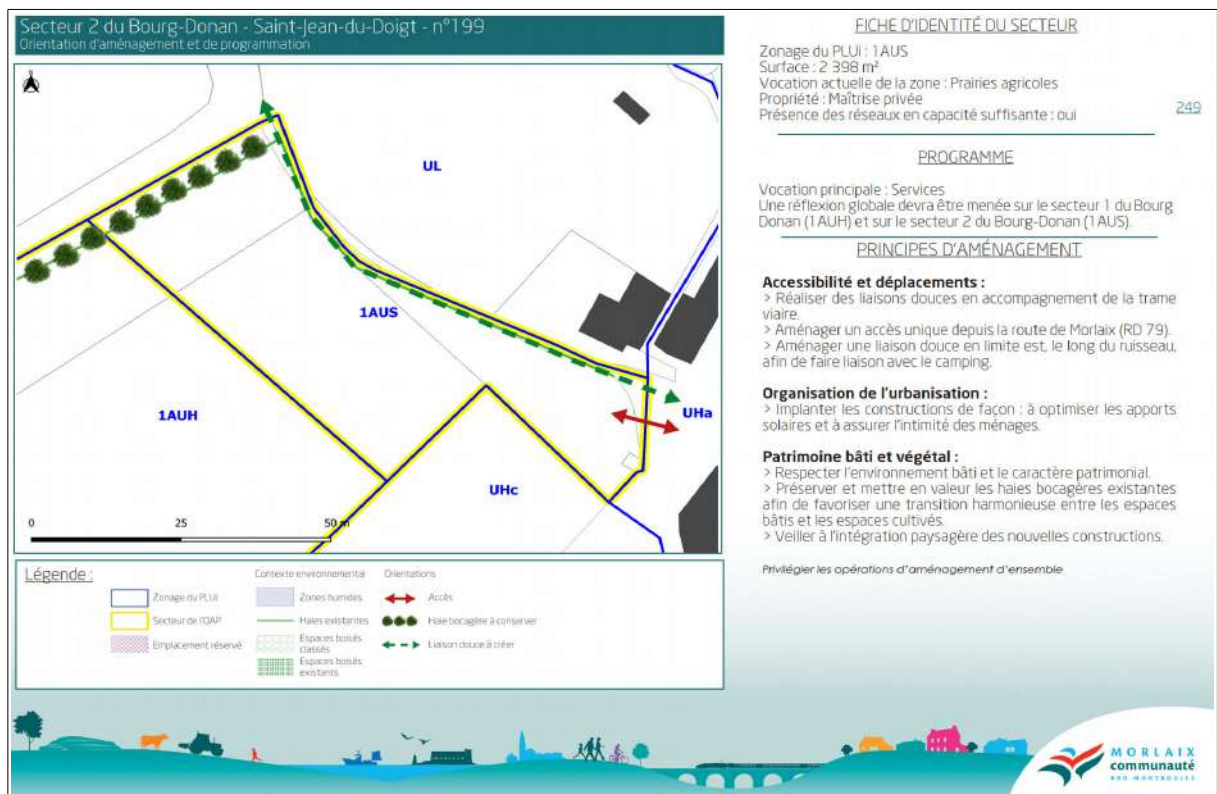 Secteur 2 du Bourg-Donan - Saint-Jean-du-Doigt - n°199
Orientation d'aménagement et de programmation
UL
1AUS
1AUH
UHa
UHc
0
25
50 m
Légende :
Zonage du PLUi
Secteur de l'OAP
Emplacement réservé
Contexte environnemental
Zones humides
Haies existantes
Espaces boisés
classés
Espaces boisés
existants
Orientations
Accès
Haie bocagère à conserver
Liaison douce à créer
FICHE D'IDENTITÉ DU SECTEUR
Zonage du PLUi : 1AUS
Surface : 2 398 m²
Vocation actuelle de la zone : Prairies agricoles
Propriété : Maîtrise privée
Présence des réseaux en capacité suffisante : oui
249
PROGRAMME
Vocation principale : Services
Une réflexion globale devra être menée sur le secteur 1 du Bourg
Donan (1AUH) et sur le secteur 2 du Bourg-Donan (1AUS).
PRINCIPES D'AMÉNAGEMENT
Accessibilité et déplacements :
> Réaliser des liaisons douces en accompagnement de la trame
viaire.
> Aménager un accès unique depuis la route de Morlaix (RD 79).
> Aménager une liaison douce en limite est, le long du ruisseau,
afin de faire liaison avec le camping.
Organisation de l'urbanisation :
> Implanter les constructions de façon : à optimiser les apports
solaires et à assurer l'intimité des ménages.
Patrimoine bâti et végétal :
> Respecter l'environnement bâti et le caractère patrimonial.
> Préserver et mettre en valeur les haies bocagères existantes
afin de favoriser une transition harmonieuse entre les espaces
bâtis et les espaces cultivés.
> Veiller à l'intégration paysagère des nouvelles constructions.
Privilégier les opérations d'aménagement d'ensemble
MORLAIX
communauté
BRO MONTROULEZ